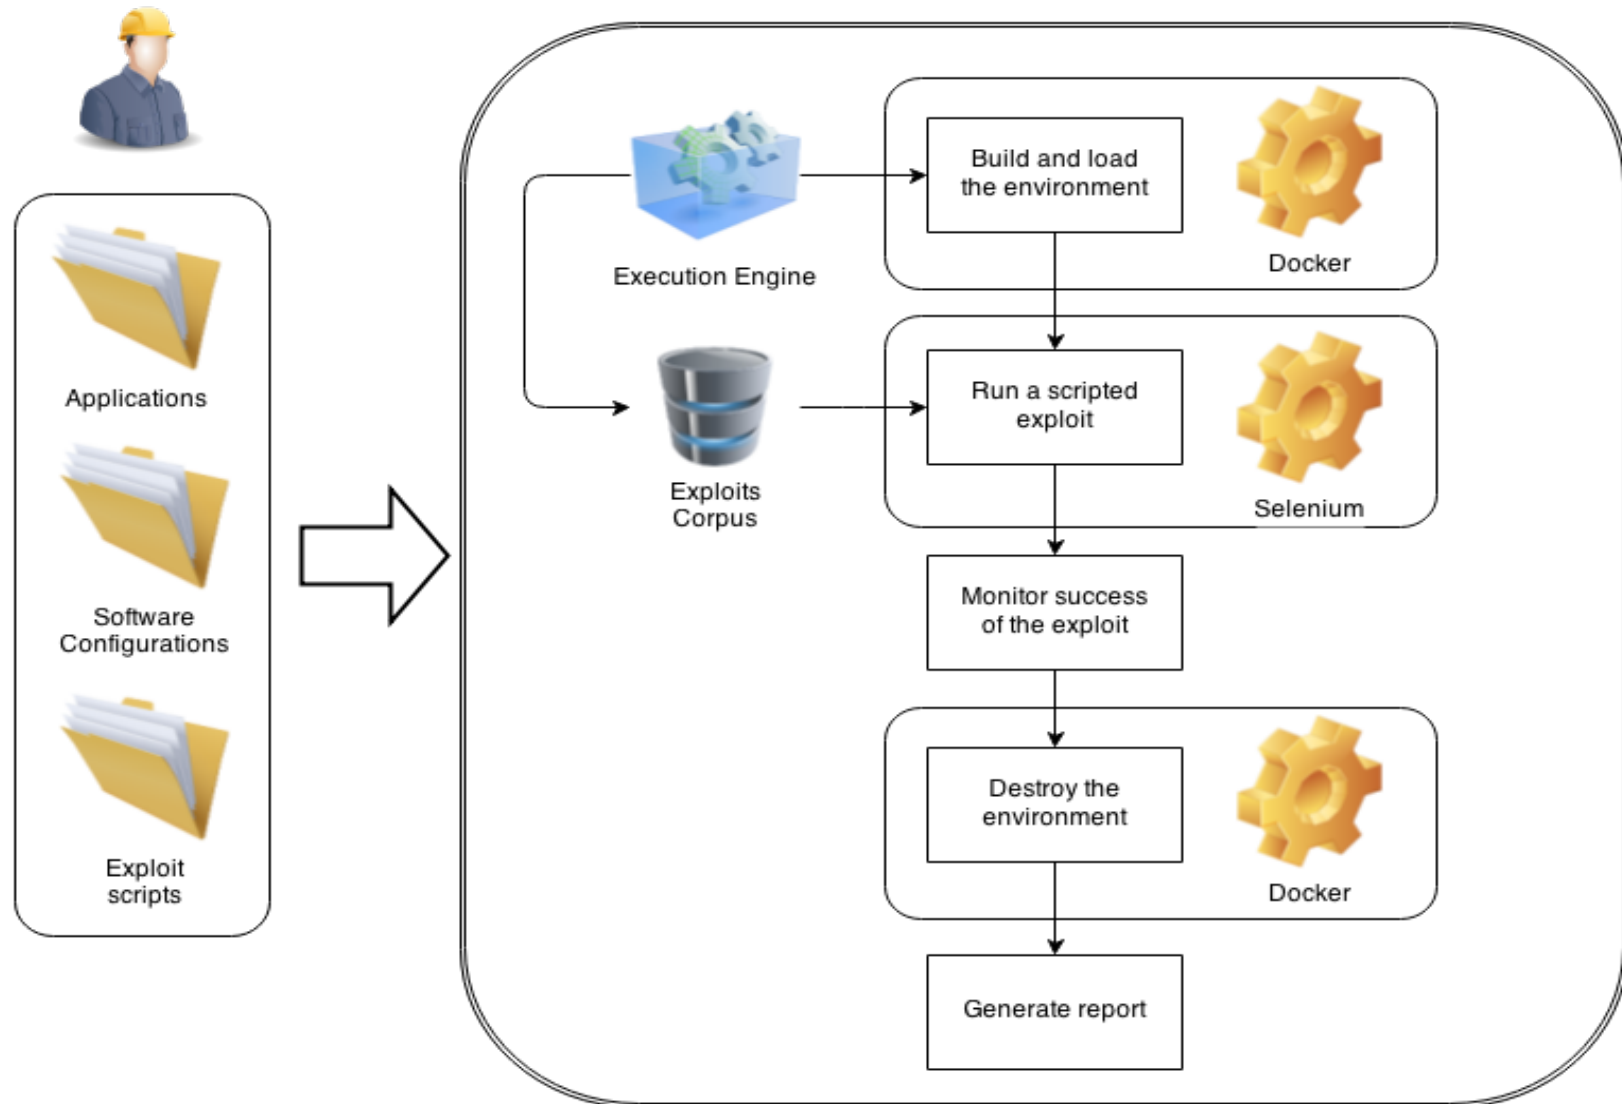 Applications
Software
Configurations
Exploit
scripts
Execution Engine
Exploits
Corpus
Build and load
the environment
Docker
Run a scripted
exploit
Selenium
Monitor success
of the exploit
Destroy the
environment
Docker
Generate report